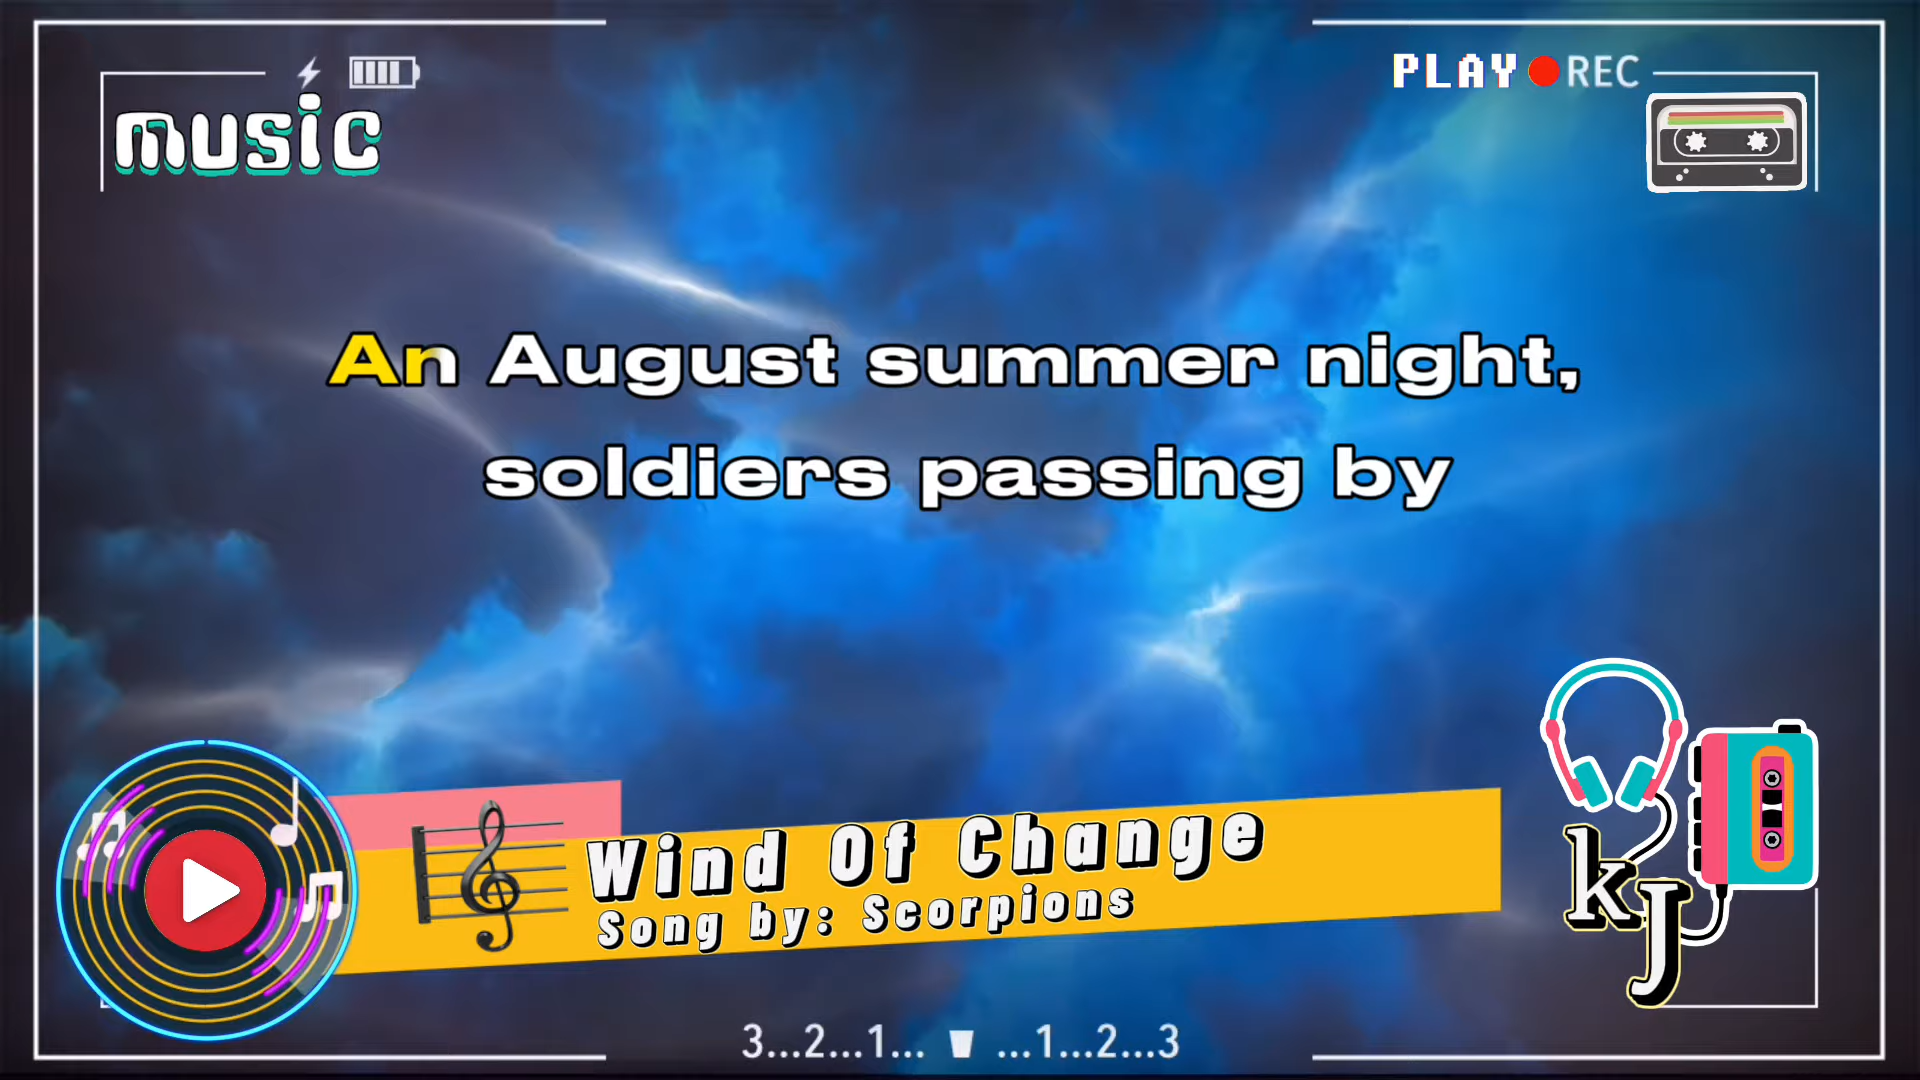 PLAY REC
music
An August summer night,
soldiers passing by
Wind Of Change
Song by: Scorpions
kJ
3...2...1... ...1...2...3